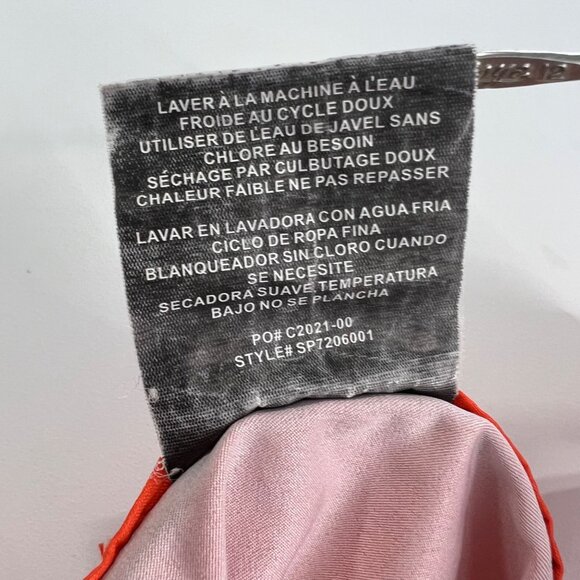 LAVER À LA MACHINE À L'EAU
FROIDE AU CYCLE DOUX
UTILISER DE L'EAU DE JAVEL SANS
CHLORE AU BESOIN
SÉCHAGE PAR CULBUTAGE DOUX
CHALEUR FAIBLE NE PAS REPASSER
LAVAR EN LAVADORA CON AGUA FRIA
CICLO DE ROPA FINA
BLANQUEADOR SIN CLORO CUANDO
SE NECESITE
SECADORA SUAVE, TEMPERATURA
BAJO NO SE PLANCHA
PO# C2021-00
STYLE# SP7206001